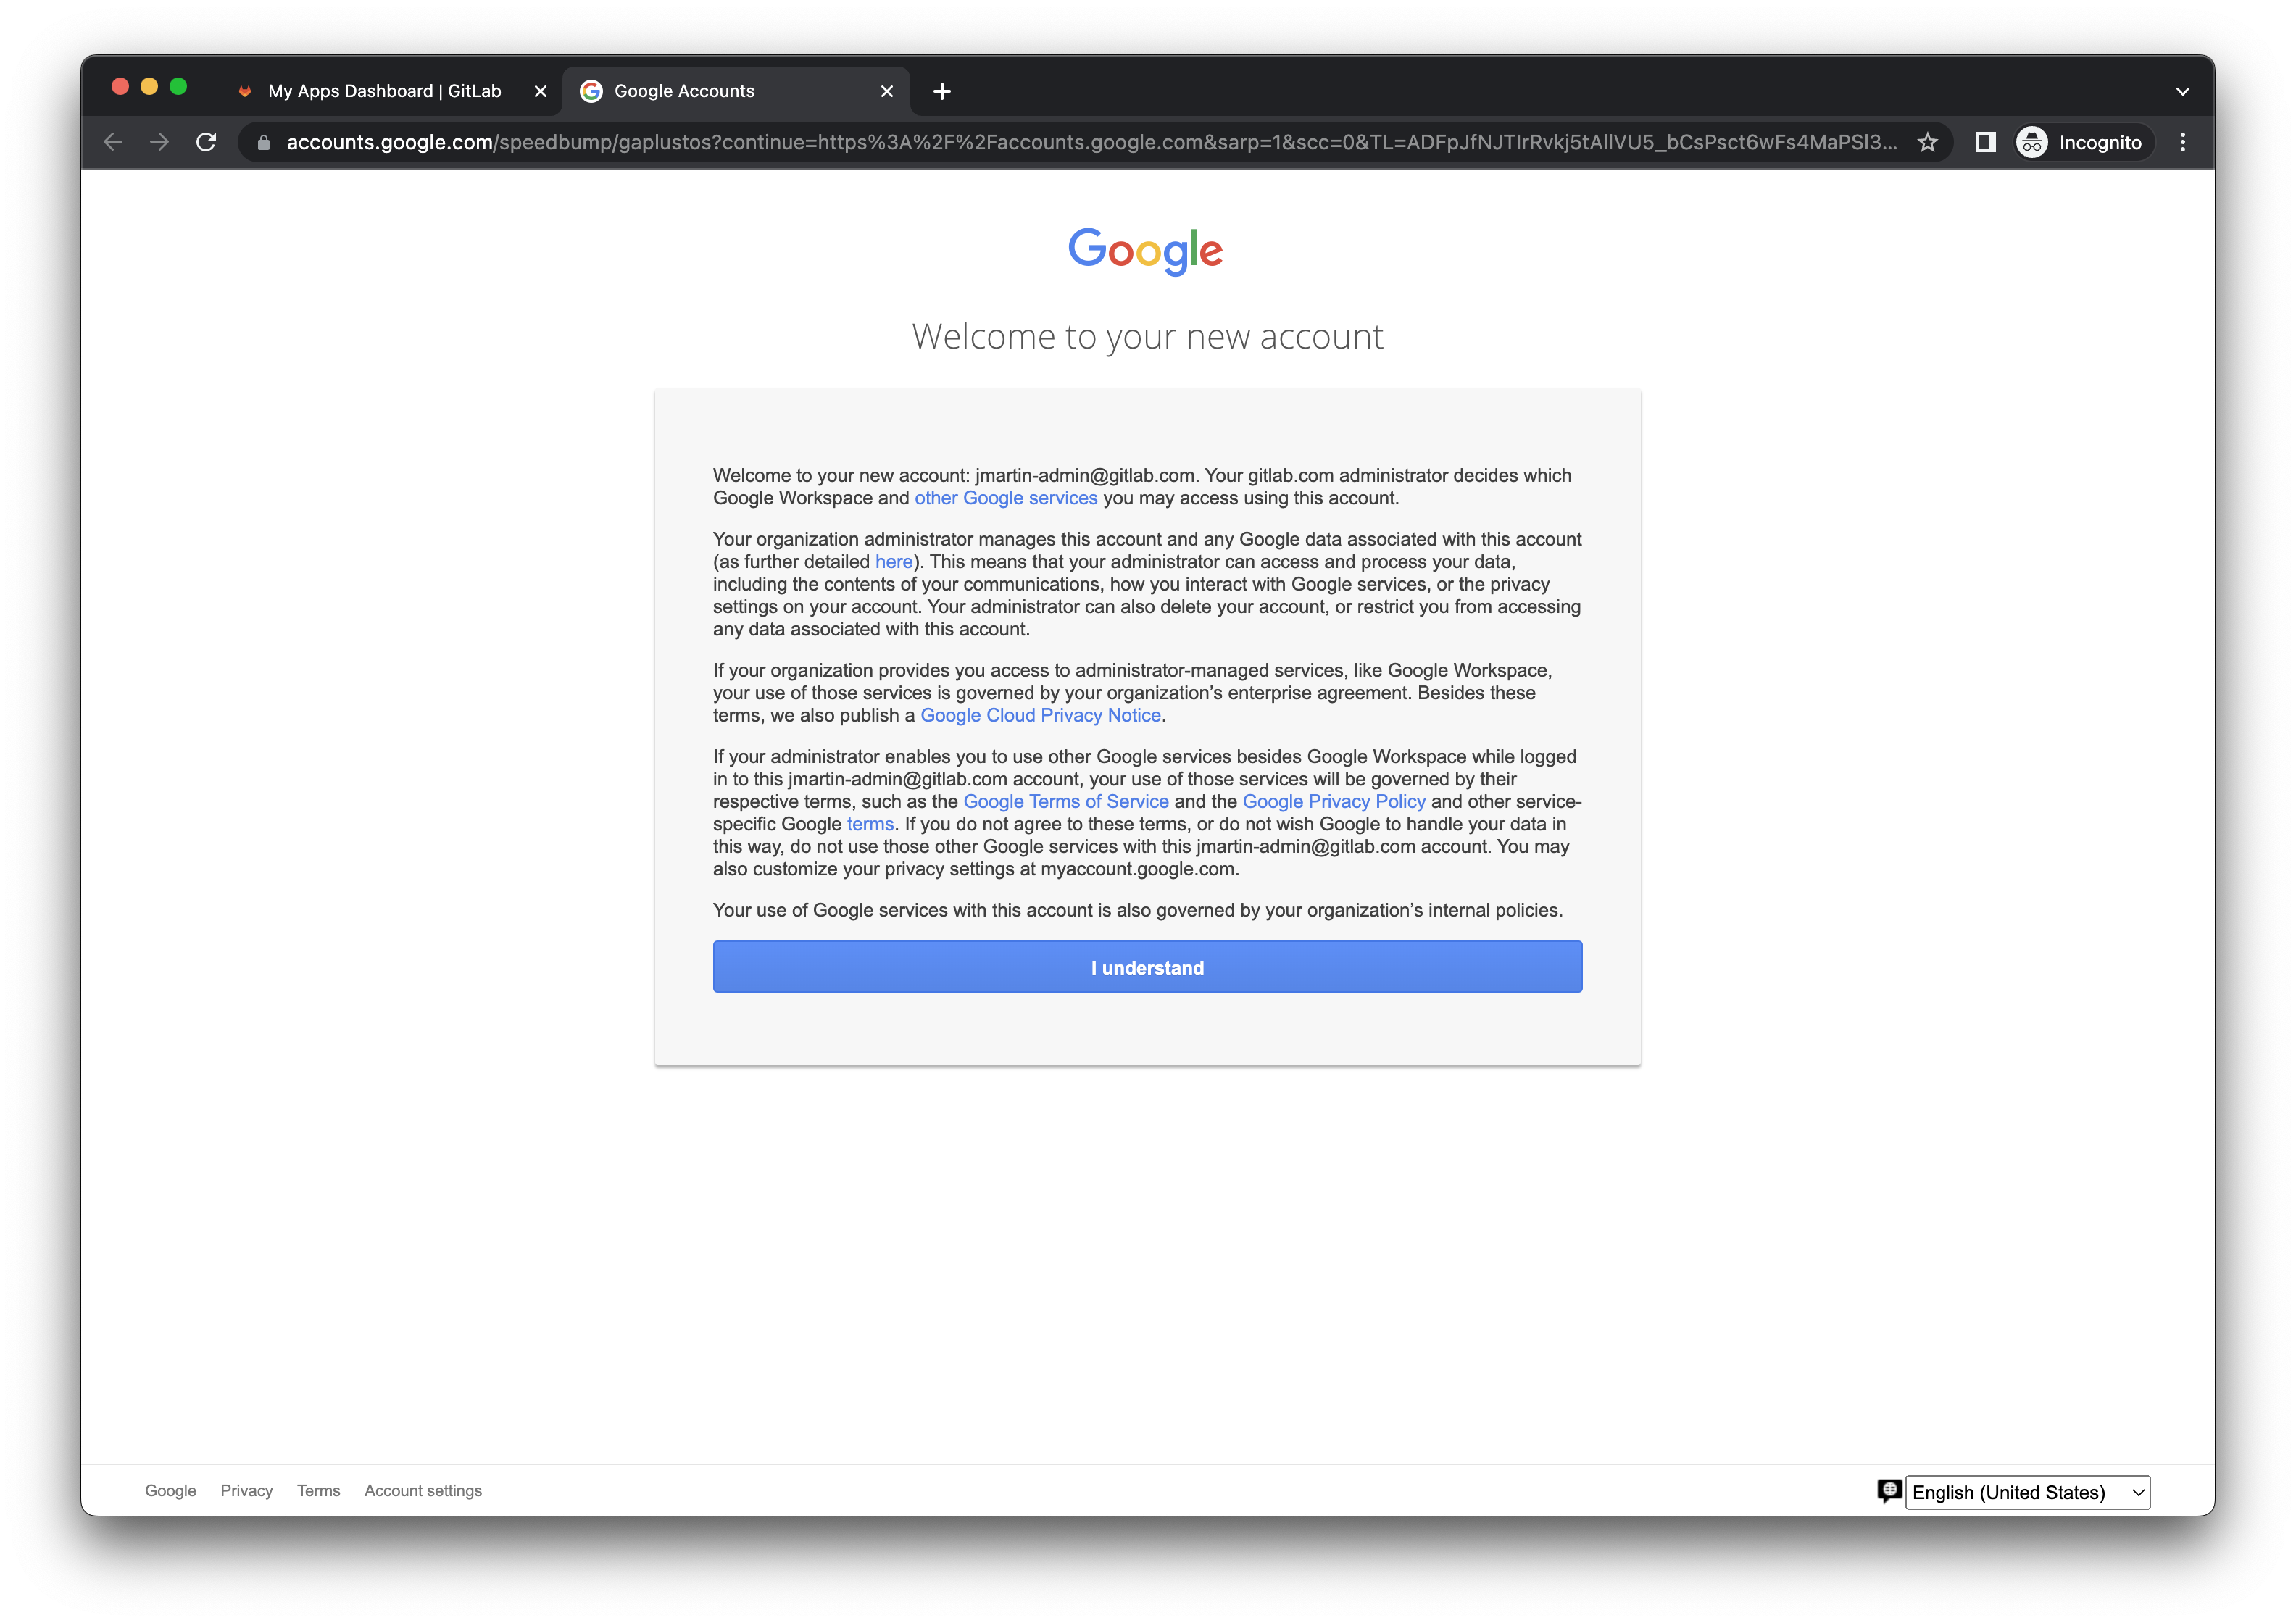 My Apps Dashboard | GitLab
Google Accounts
accounts.google.com/speedbump/gaplustos?continue=https%3A%2F%2Faccounts.google.com&sarp=1&scc=0&TL=ADFpJfNJTIrRvkj5tAllVU5_bCsPsct6wFs4MaPSl3...
Incognito
Google
Welcome to your new account
Welcome to your new account: jmartin-admin@gitlab.com. Your gitlab.com administrator decides which
Google Workspace and other Google services you may access using this account.
Your organization administrator manages this account and any Google data associated with this account
(as further detailed here). This means that your administrator can access and process your data,
including the contents of your communications, how you interact with Google services, or the privacy
settings on your account. Your administrator can also delete your account, or restrict you from accessing
any data associated with this account.
If your organization provides you access to administrator-managed services, like Google Workspace,
your use of those services is governed by your organization’s enterprise agreement. Besides these
terms, we also publish a Google Cloud Privacy Notice.
If your administrator enables you to use other Google services besides Google Workspace while logged
in to this jmartin-admin@gitlab.com account, your use of those services will be governed by their
respective terms, such as the Google Terms of Service and the Google Privacy Policy and other service-
specific Google terms. If you do not agree to these terms, or do not wish Google to handle your data in
this way, do not use those other Google services with this jmartin-admin@gitlab.com account. You may
also customize your privacy settings at myaccount.google.com.
Your use of Google services with this account is also governed by your organization’s internal policies.
I understand
Google Privacy Terms Account settings
English (United States)